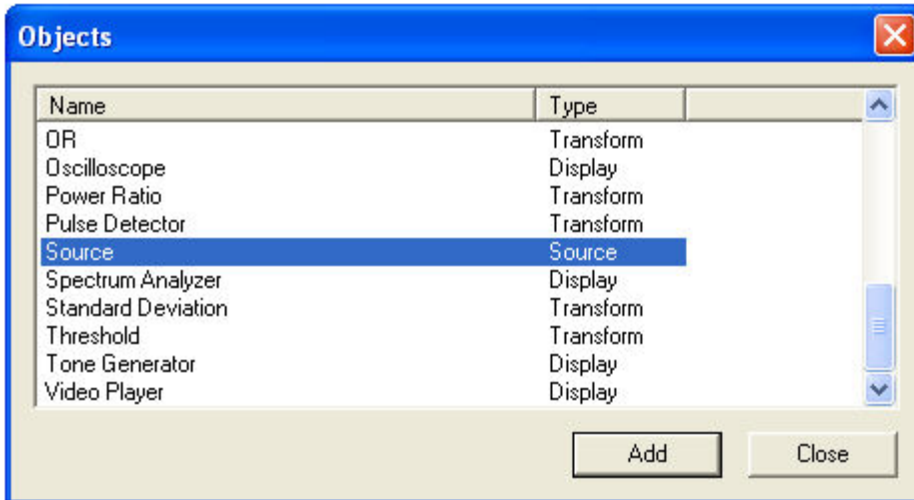 Objects
Name Type
OR Transform
Oscilloscope Display
Power Ratio Transform
Pulse Detector Transform
Source Source
Spectrum Analyzer Display
Standard Deviation Transform
Threshold Transform
Tone Generator Display
Video Player Display
Add Close